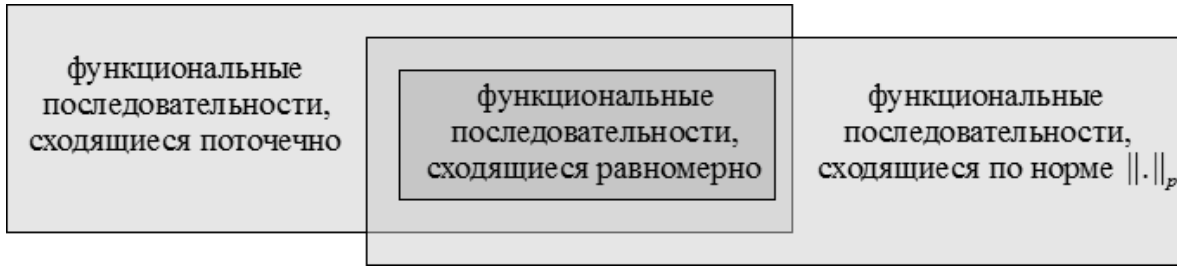 функциональные
последовательности,
сходящиеся поточечно
функциональные
последовательности,
сходящиеся равномерно
функциональные
последовательности,
сходящиеся по норме ||.||p